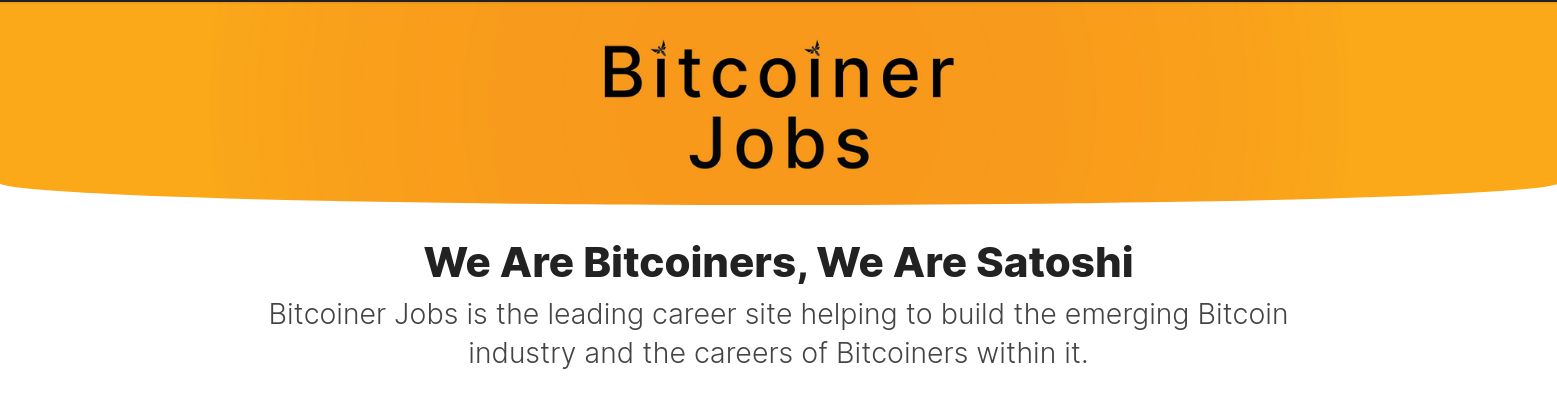 Bitcoiner
Jobs
We Are Bitcoiners, We Are Satoshi
Bitcoiner Jobs is the leading career site helping to build the emerging Bitcoin
industry and the careers of Bitcoiners within it.